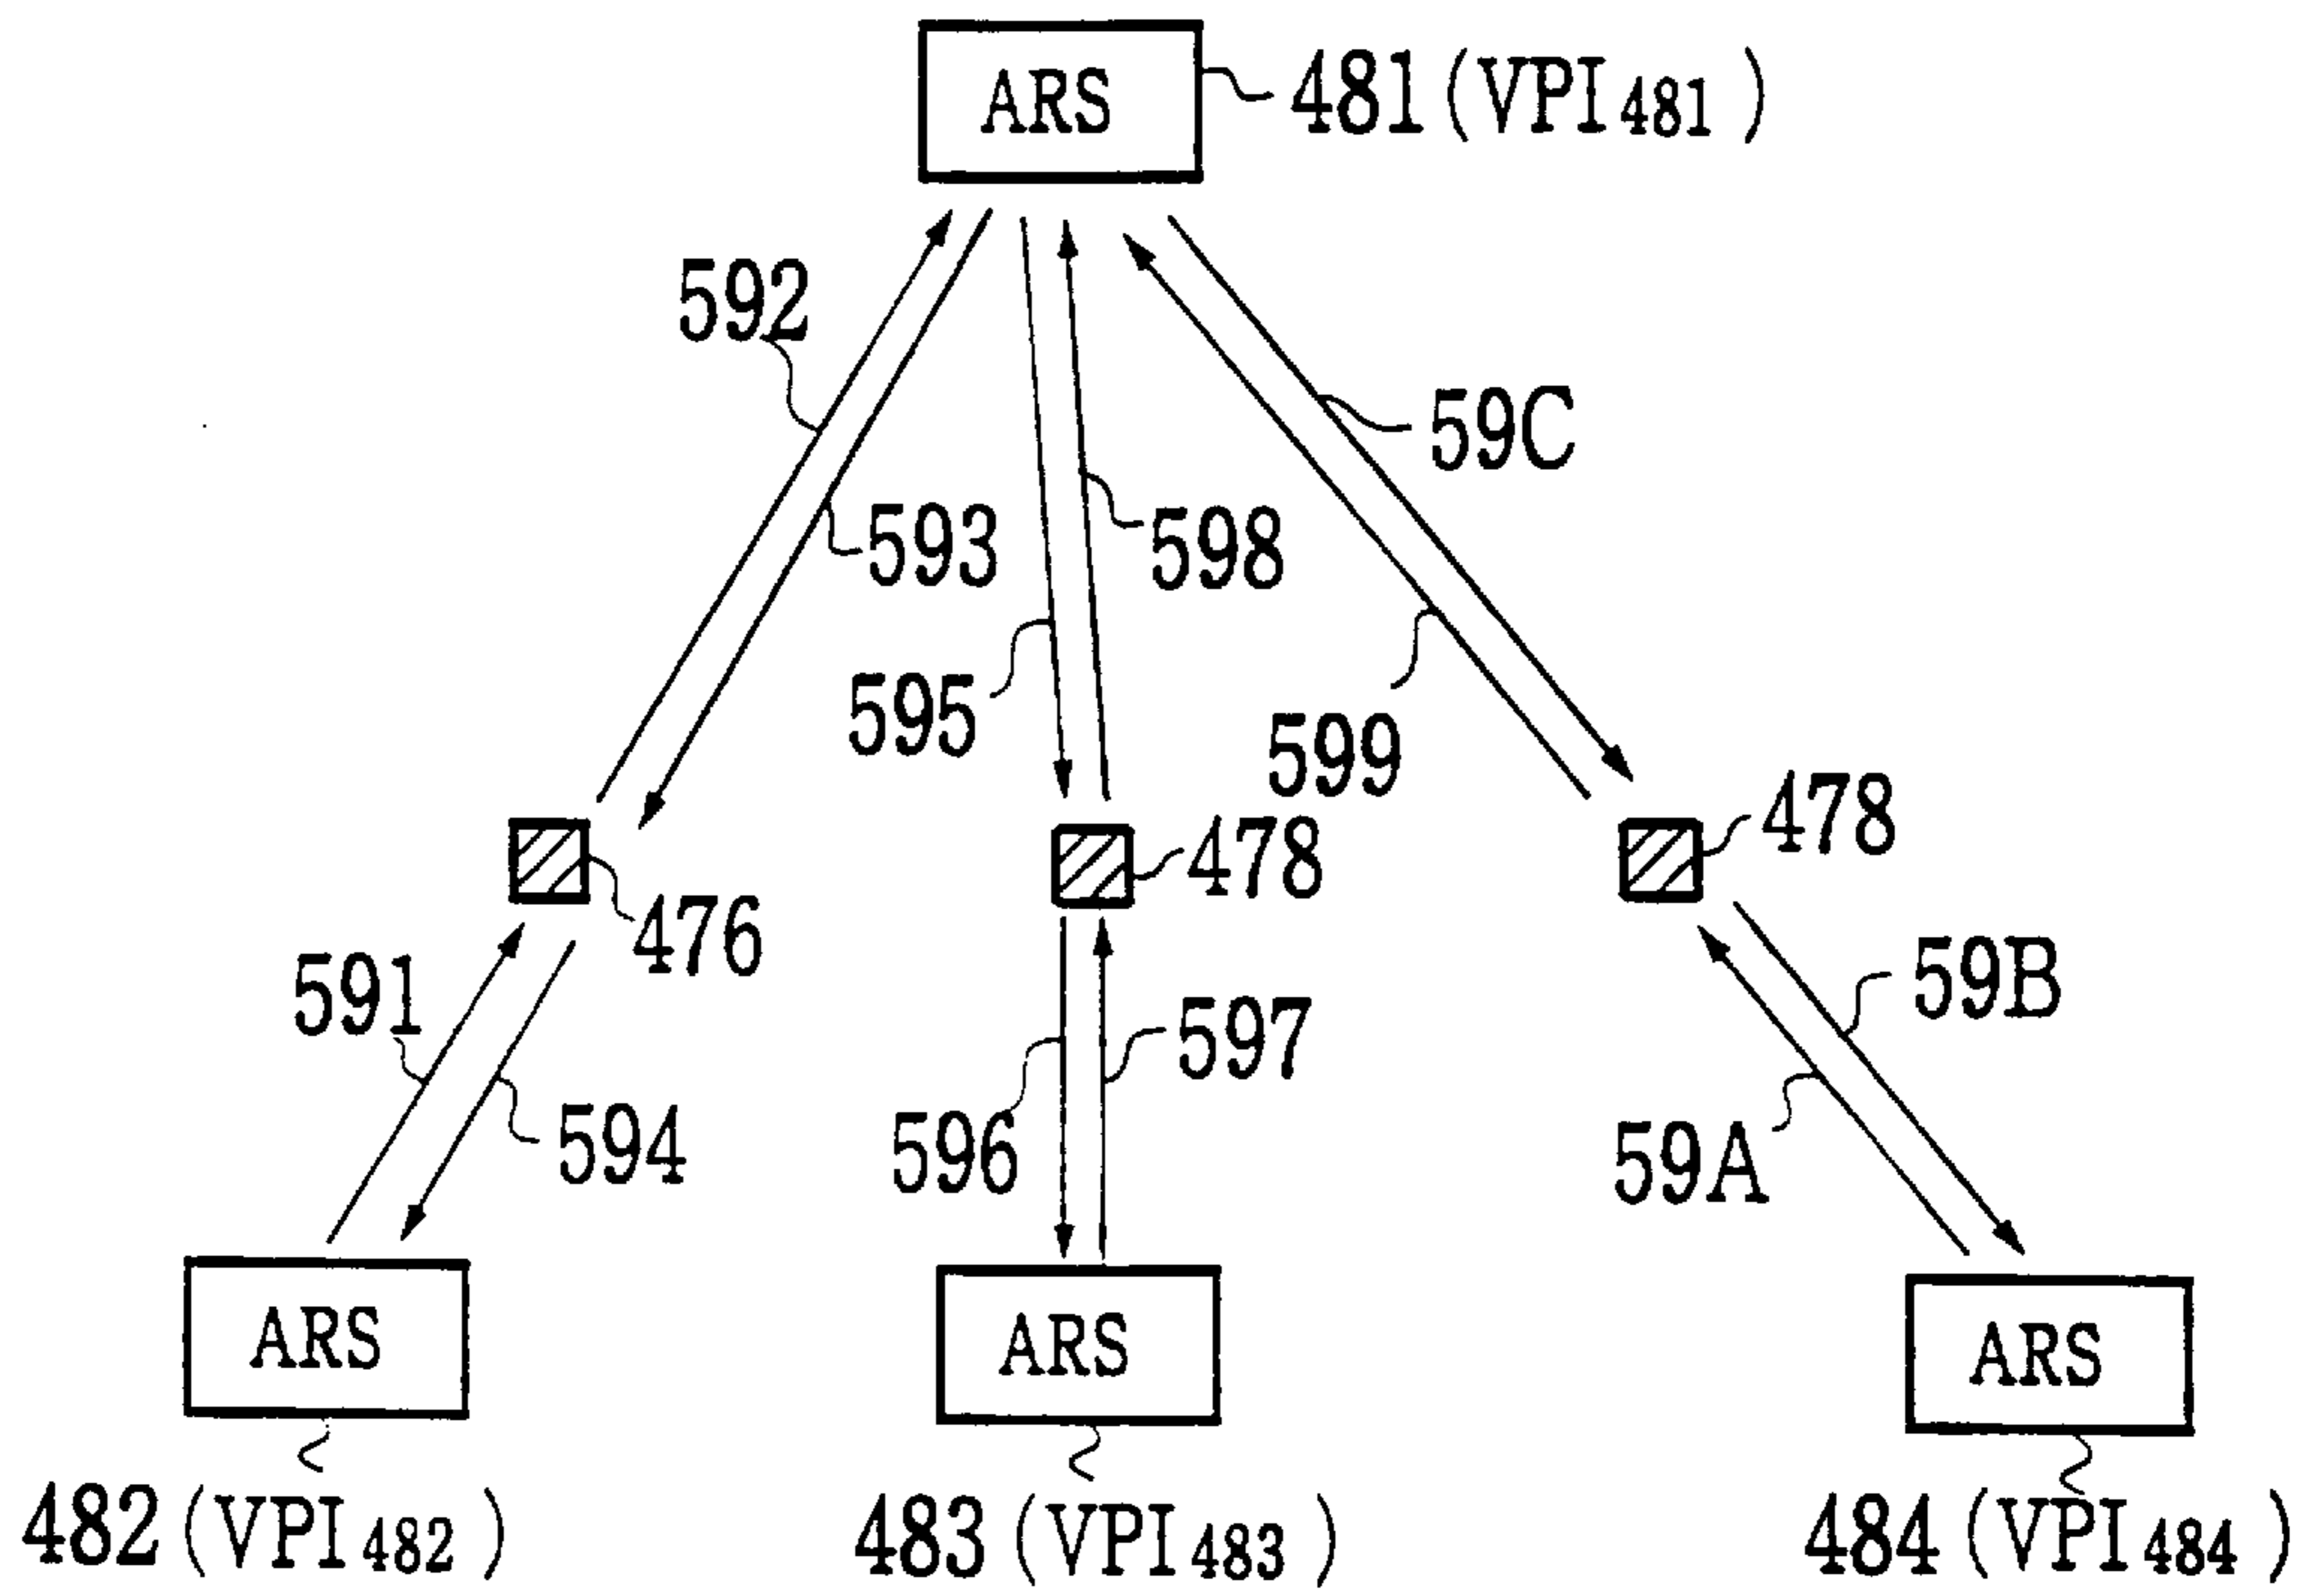 ARS
481 (VPI481)
592
59C
593
598
595
599
478
478
476
591
59B
597
594
596
59A
ARS
ARS
ARS
482 (VPI482)
483 (VPI483)
484 (VPI484)